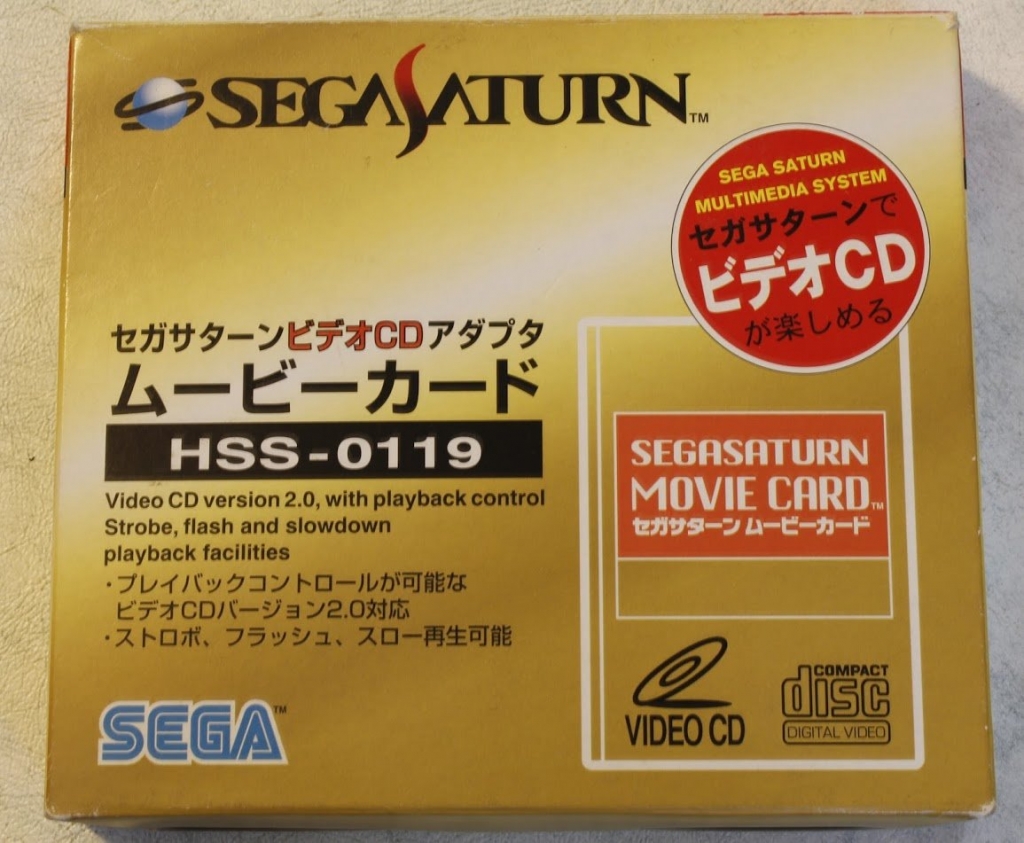 SEGA SATURN™
SEGA SATURN
MULTIMEDIA SYSTEM
セガサターンで
ビデオCD
が楽しめる
セガサターンビデオCDアダプタ
ムービーカード
HSS-0119
Video CD version 2.0, with playback control
Strobe, flash and slowdown
playback facilities
・プレイバックコントロールが可能な
ビデオCDバージョン2.0対応
・ストロボ、フラッシュ、スロー再生可能
SEGA™
SEGASATURN
MOVIE CARD™
セガサターン ムービーカード
VIDEO CD
COMPACT
disc
DIGITAL VIDEO